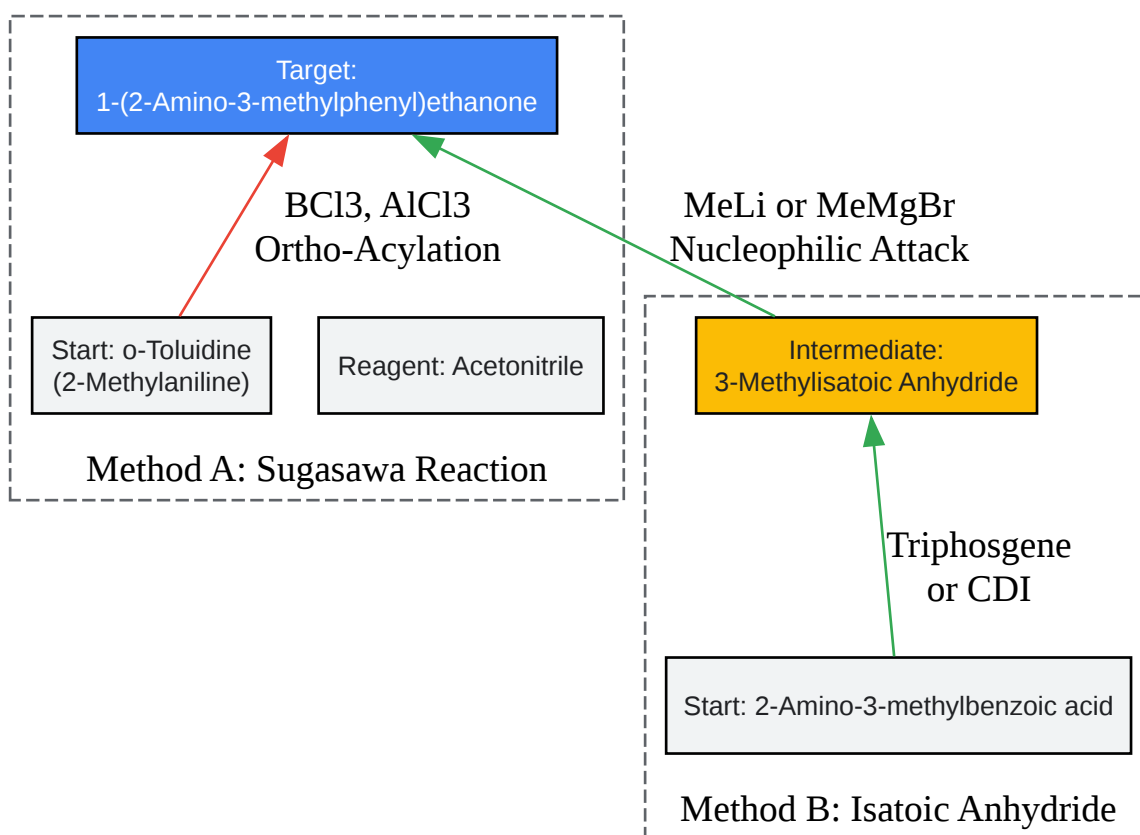 Target:
1-(2-Amino-3-methylphenyl)ethanone
BCl3, AlCl3
Ortho-Acylation
MeLi or MeMgBr
Nucleophilic Attack
Start: o-Toluidine
(2-Methylaniline)
Reagent: Acetonitrile
Intermediate:
3-Methylisatoic Anhydride
Method A: Sugasawa Reaction
Triphosgene
or CDI
Start: 2-Amino-3-methylbenzoic acid
Method B: Isatoic Anhydride